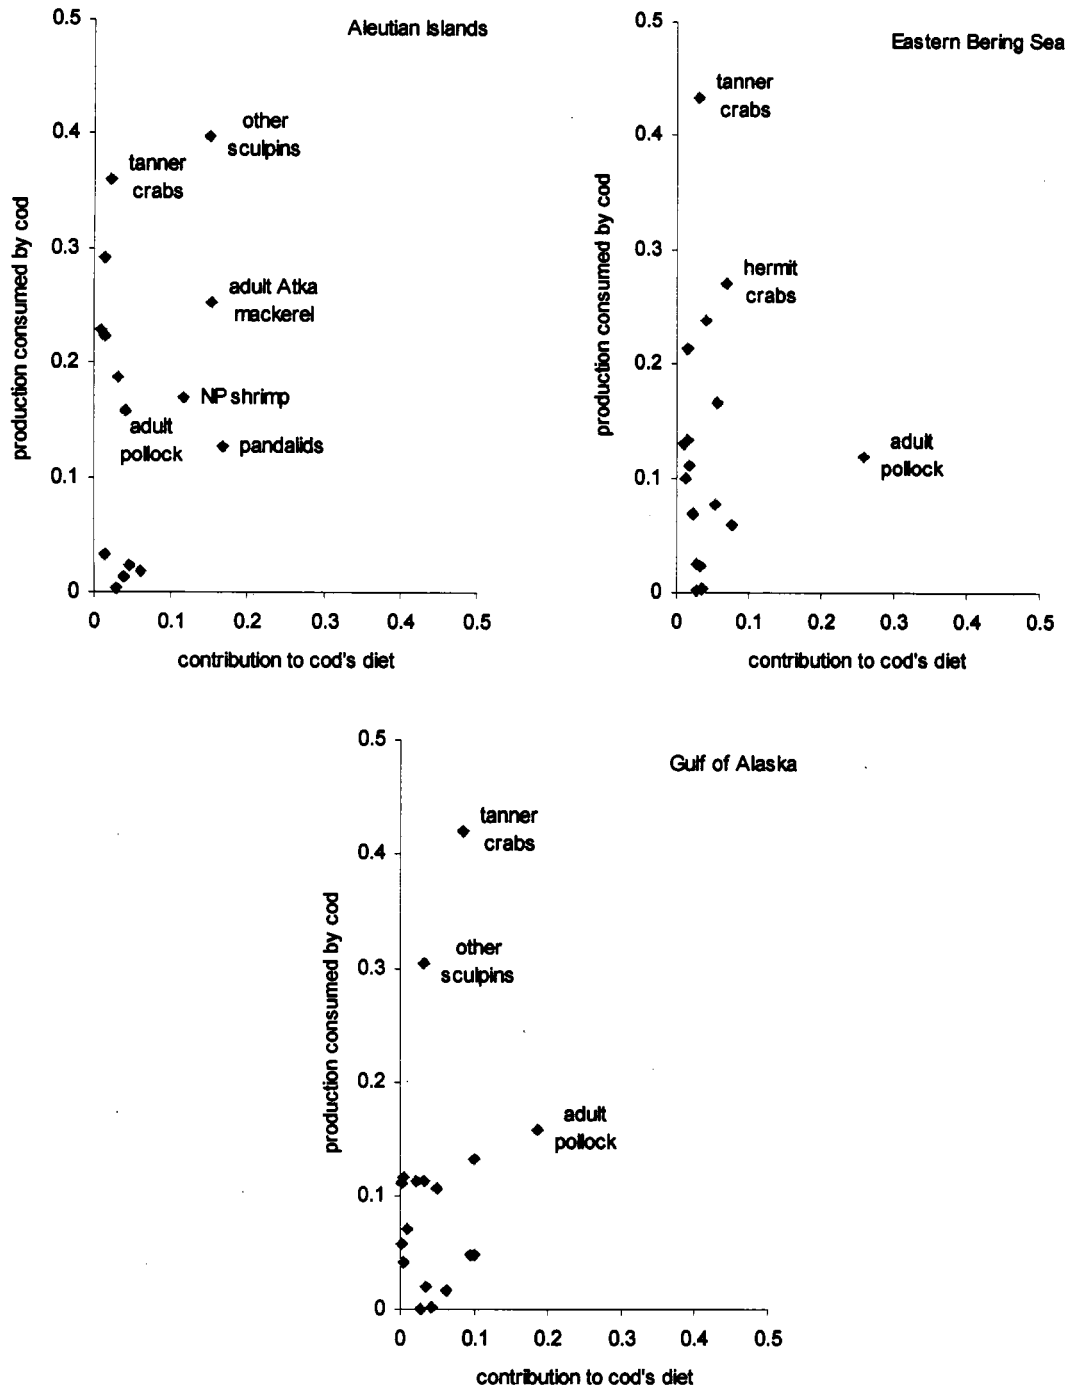 Aleutian Islands
0.5
0.4
0.3
0.2
0.1
0
production consumed by cod
other
sculpins
tanner
crabs
adult Atka
mackerel
NP shrimp
adult
pollock
pandalids
0
0.1
0.2
0.3
0.4
0.5
contribution to cod's diet
Eastern Bering Sea
0.5
0.4
0.3
0.2
0.1
0
production consumed by cod
tanner
crabs
hermit
crabs
adult
pollock
0
0.1
0.2
0.3
0.4
0.5
contribution to cod's diet
Gulf of Alaska
0.5
0.4
0.3
0.2
0.1
0
production consumed by cod
tanner
crabs
other
sculpins
adult
pollock
0
0.1
0.2
0.3
0.4
0.5
contribution to cod's diet